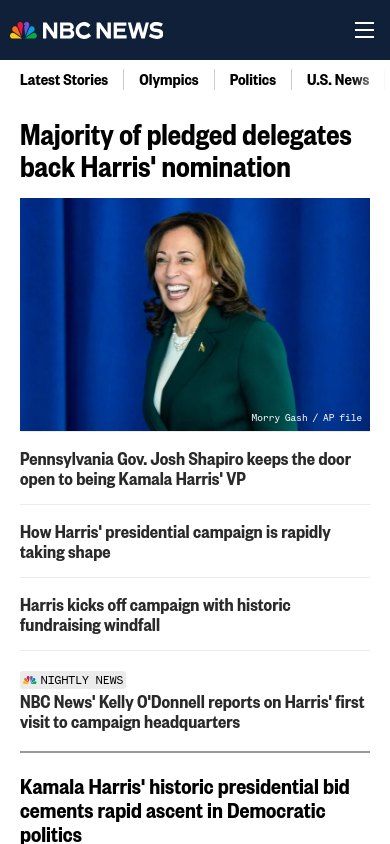 NBC NEWS
Latest Stories
Olympics
Politics
U.S. News
Majority of pledged delegates
back Harris' nomination
Morry Gash / AP file
Pennsylvania Gov. Josh Shapiro keeps the door
open to being Kamala Harris' VP
How Harris' presidential campaign is rapidly
taking shape
Harris kicks off campaign with historic
fundraising windfall
NIGHTLY NEWS
NBC News' Kelly O'Donnell reports on Harris' first
visit to campaign headquarters
Kamala Harris' historic presidential bid
cements rapid ascent in Democratic
politics